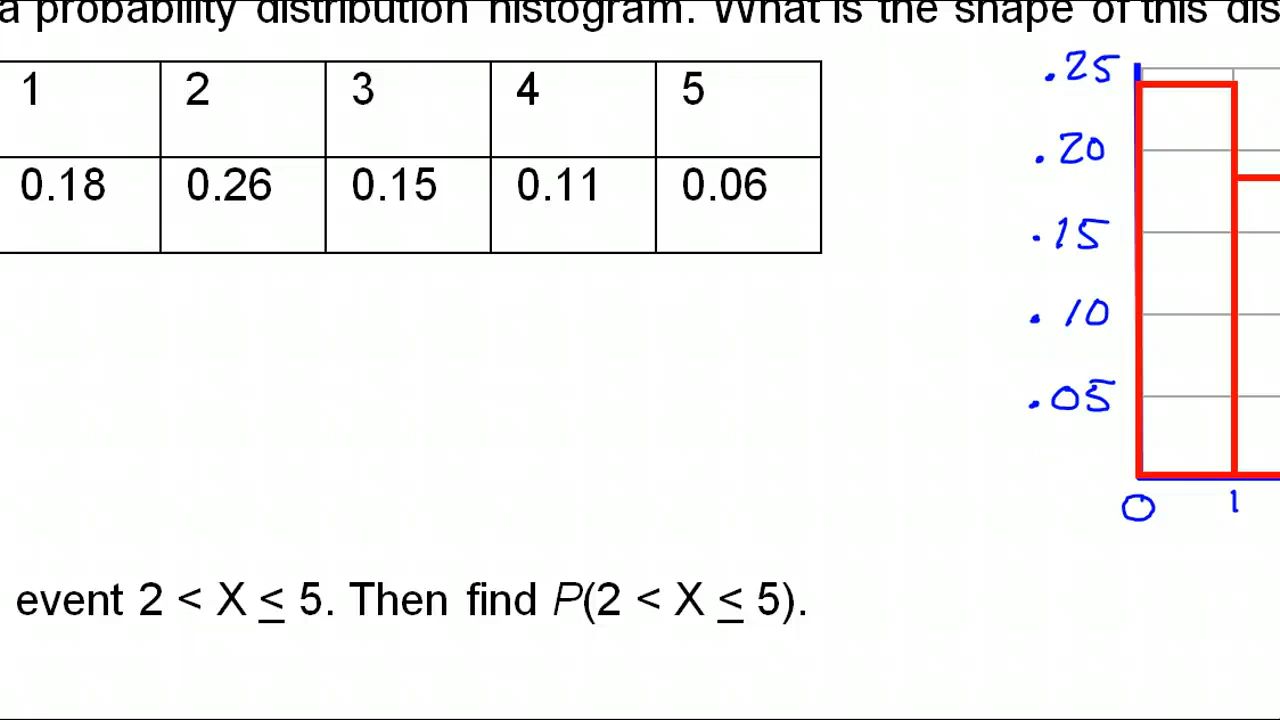 a probability distribution histogram. What is the shape of this dis
1 2 3 4 5
0.18 0.26 0.15 0.11 0.06
.25
.20
.15
.10
.05
0 1
event 2 < X ≤ 5. Then find P(2 < X ≤ 5).